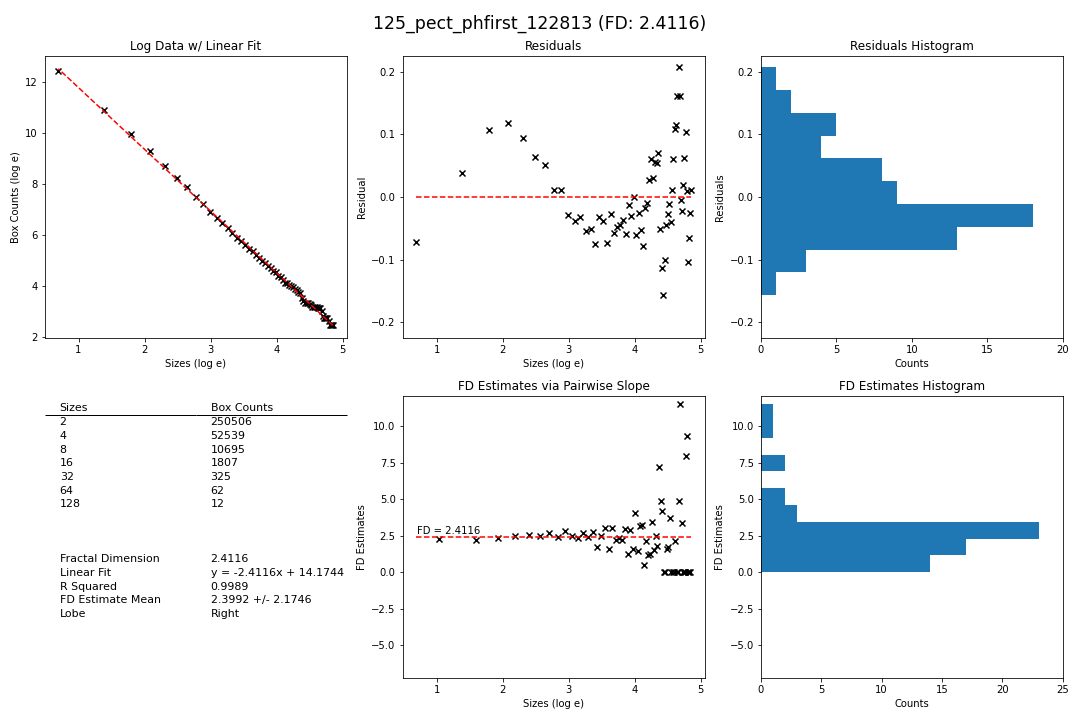 125_pect_phfirst_122813 (FD: 2.4116)
Log Data w/ Linear Fit
Box Counts (log e)
12
10
8
6
4
2
1
2
3
4
5
Sizes (log e)
Residuals
Residual
0.2
0.1
0.0
−0.1
−0.2
1
2
3
4
5
Sizes (log e)
Residuals Histogram
Residuals
0.2
0.1
0.0
−0.1
−0.2
0
5
10
15
20
Counts
Sizes Box Counts
2 250506
4 52539
8 10695
16 1807
32 325
64 62
128 12
Fractal Dimension 2.4116
Linear Fit y = -2.4116x + 14.1744
R Squared 0.9989
FD Estimate Mean 2.3992 +/- 2.1746
Lobe Right
FD Estimates via Pairwise Slope
FD Estimates
10.0
7.5
5.0
2.5
0.0
−2.5
−5.0
FD = 2.4116
1
2
3
4
5
Sizes (log e)
FD Estimates Histogram
FD Estimates
10.0
7.5
5.0
2.5
0.0
−2.5
−5.0
0
5
10
15
20
25
Counts